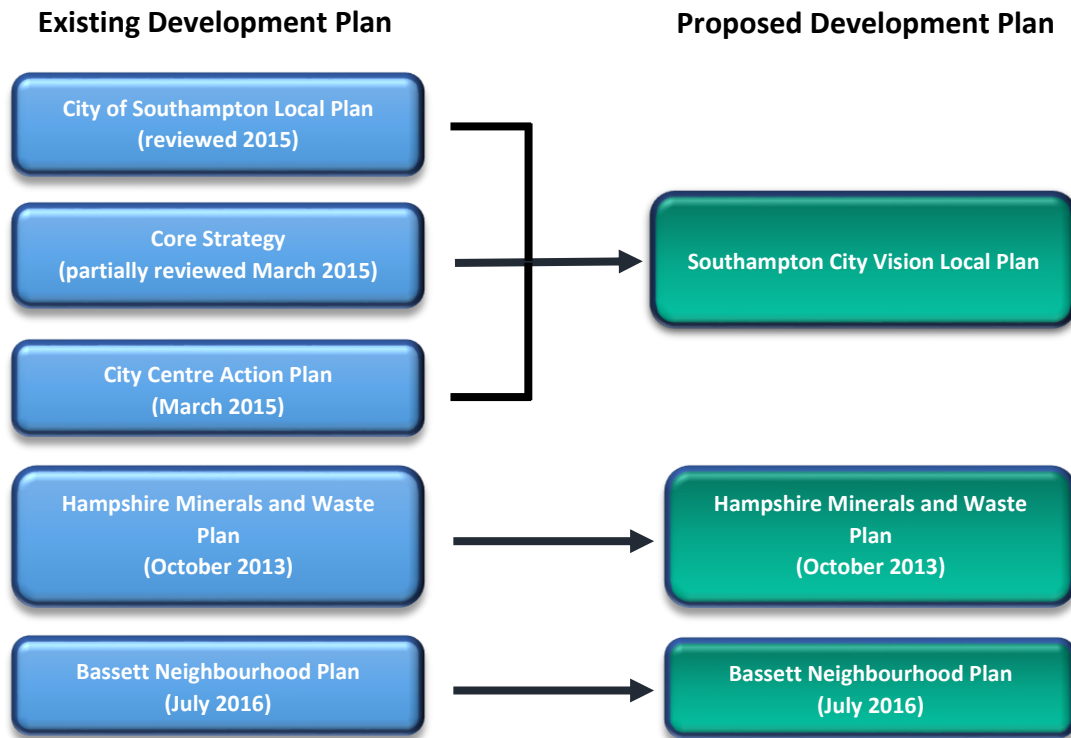 Existing Development Plan
Proposed Development Plan
City of Southampton Local Plan
(reviewed 2015)
Core Strategy
(partially reviewed March 2015)
Southampton City Vision Local Plan
City Centre Action Plan
(March 2015)
Hampshire Minerals and Waste
Plan
(October 2013)
Hampshire Minerals and Waste
Plan
(October 2013)
Bassett Neighbourhood Plan
(July 2016)
Bassett Neighbourhood Plan
(July 2016)